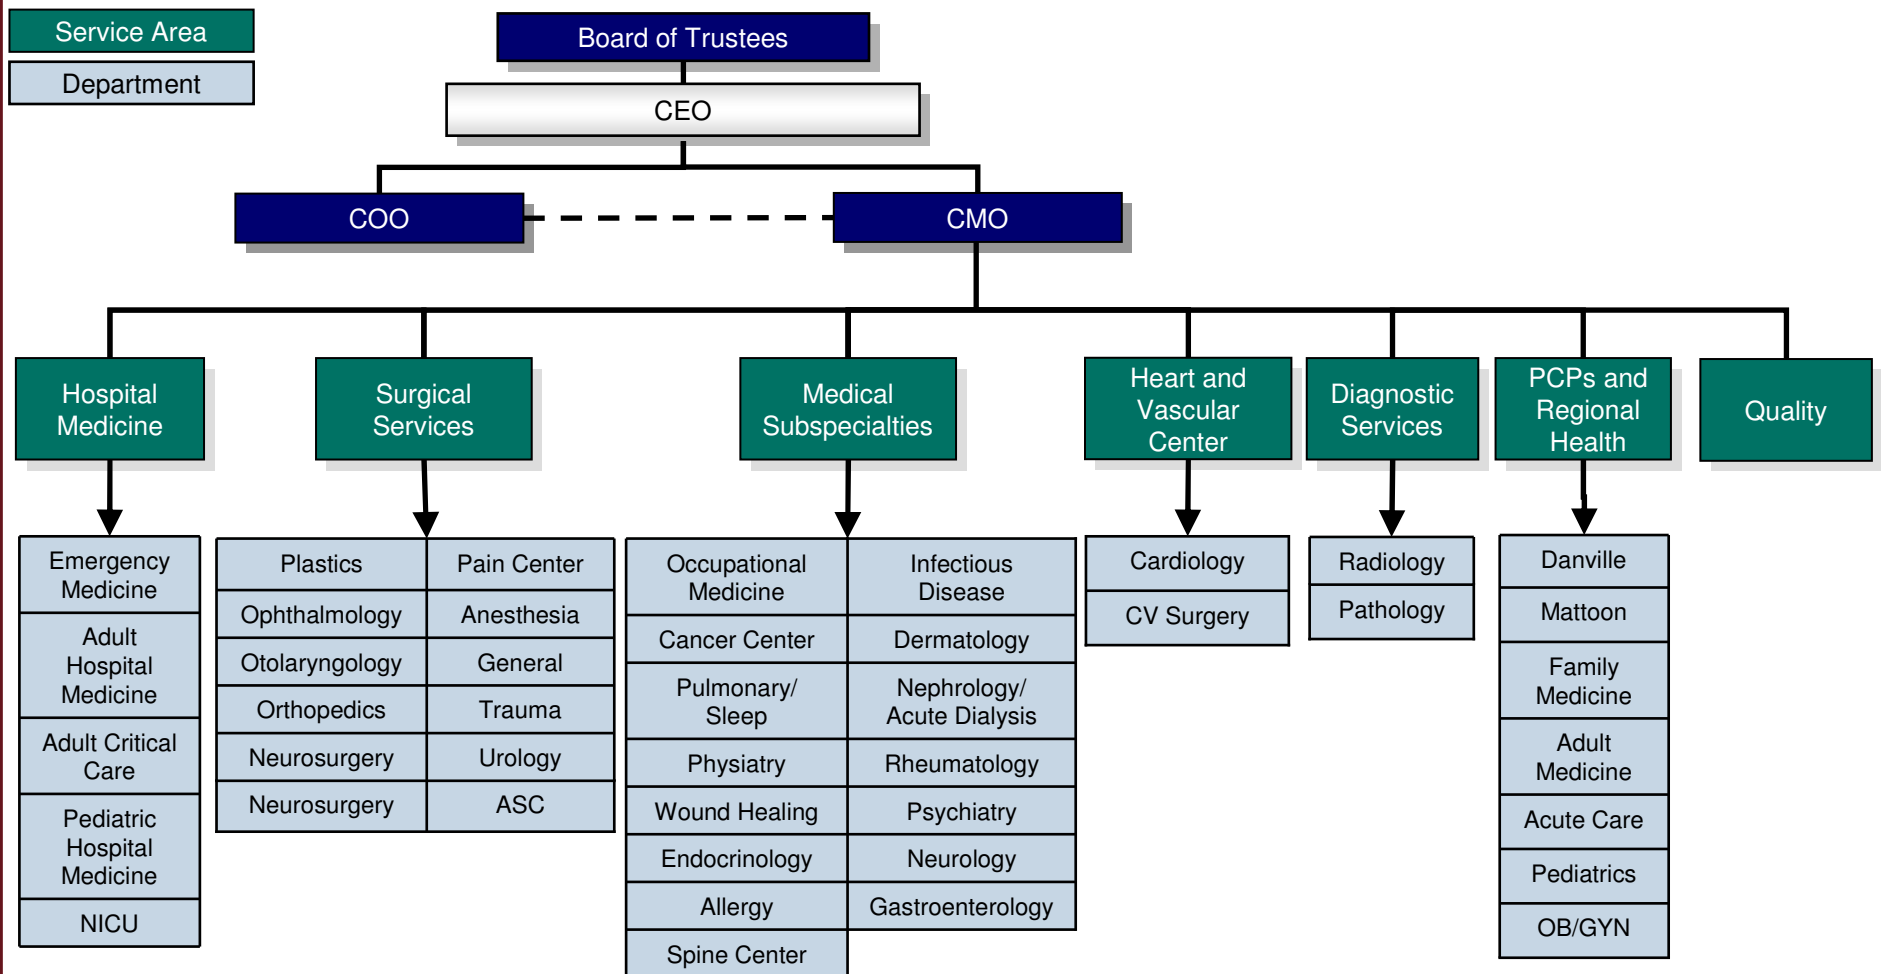 Service Area
Department
Board of Trustees
CEO
COO
CMO
Hospital
Medicine
Surgical
Services
Medical
Subspecialties
Heart and
Vascular
Center
Diagnostic
Services
PCPs and
Regional
Health
Quality
Emergency
Medicine
Adult
Hospital
Medicine
Adult Critical
Care
Pediatric
Hospital
Medicine
NICU
Plastics
Ophthalmology
Otolaryngology
Orthopedics
Neurosurgery
Neurosurgery
Pain Center
Anesthesia
General
Trauma
Urology
ASC
Occupational
Medicine
Cancer Center
Pulmonary/
Sleep
Physiatry
Wound Healing
Endocrinology
Allergy
Spine Center
Infectious
Disease
Dermatology
Nephrology/
Acute Dialysis
Rheumatology
Psychiatry
Neurology
Gastroenterology
Cardiology
CV Surgery
Radiology
Pathology
Danville
Mattoon
Family
Medicine
Adult
Medicine
Acute Care
Pediatrics
OB/GYN